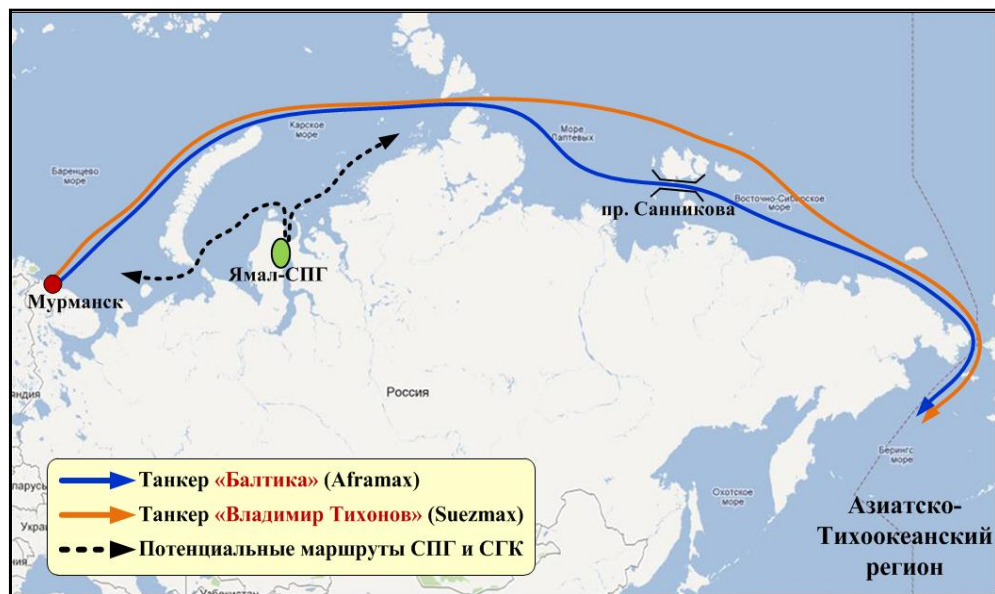 Карское
море
Море
Лаптевых
Баренцево
море
пр. Санникова
Восточно-Сибирское
море
Ямал-СПГ
Мурманск
Россия
Берингово
море
Охотское
море
Танкер «Балтика» (Aframax)
Танкер «Владимир Тихонов» (Suezmax)
Потенциальные маршруты СПГ и СГК
Азиатско-
Тихоокеанский
регион